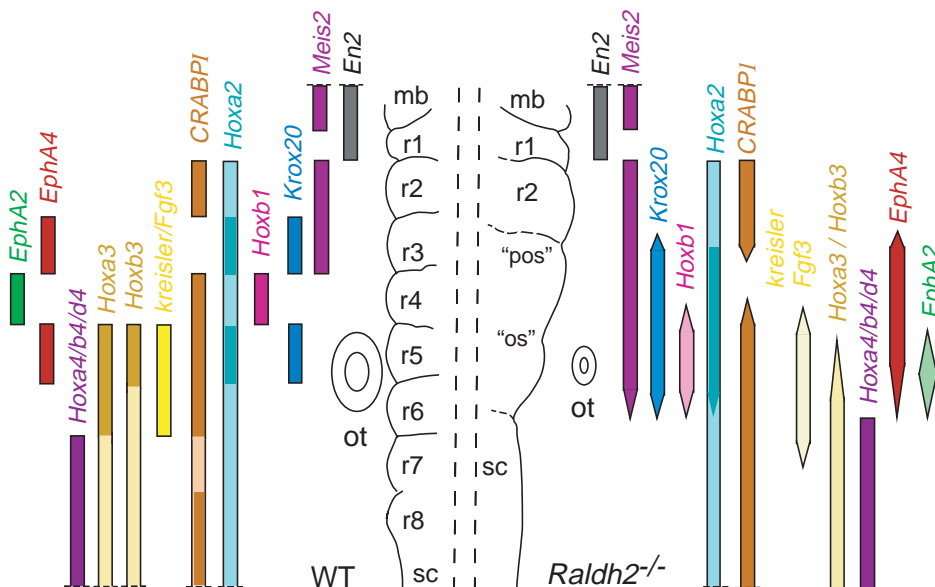 EphA2
EphA4
Hoxa4/b4/d4
Hoxa3
Hoxb3
kreisler/Fgf3
CRABPI
Hoxa2
Hoxb1
Krox20
Meis2
En2
mb
r1
r2
r3
r4
r5
r6
r7
r8
sc
ot
WT
mb
r1
r2
“pos”
“os”
sc
ot
Raldh2-/-
En2
Meis2
Krox20
Hoxb1
Hoxa2
CRABPI
kreisler
Fgf3
Hoxa3 / Hoxb3
Hoxa4/b4/d4
EphA4
EphA2